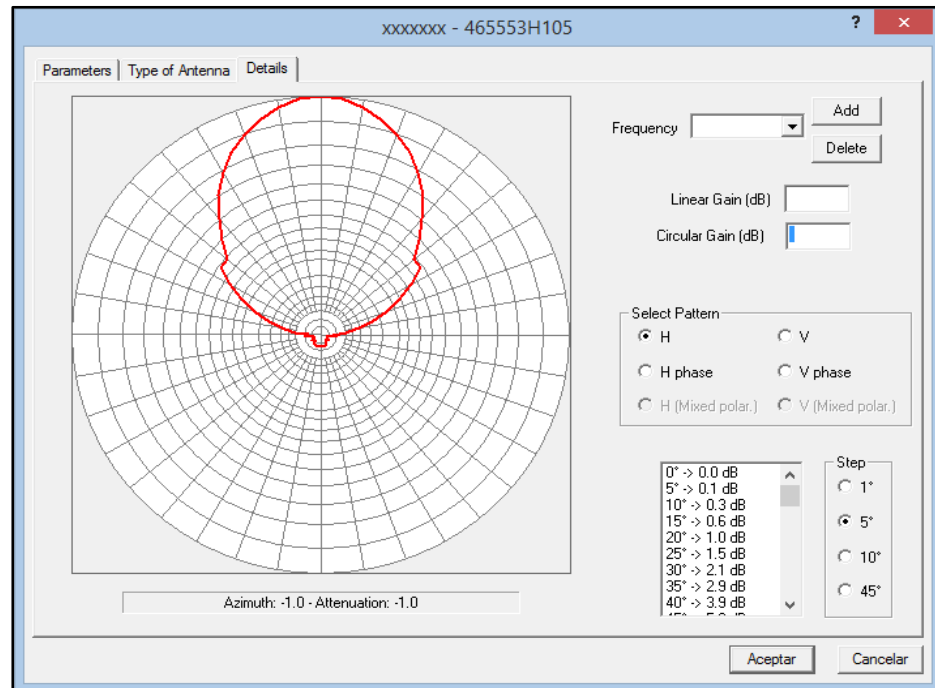 xxxxxxx - 465553H105
?
×
Parameters
Type of Antenna
Details
Frequency
Add
Delete
Linear Gain (dB)
Circular Gain (dB)
Select Pattern
H
V
H phase
V phase
H (Mixed polar.)
V (Mixed polar.)
0° -> 0.0 dB
5° -> 0.1 dB
10° -> 0.3 dB
15° -> 0.6 dB
20° -> 1.0 dB
25° -> 1.5 dB
30° -> 2.1 dB
35° -> 2.9 dB
40° -> 3.9 dB
Step
1°
5°
10°
45°
Azimuth: -1.0 - Attenuation: -1.0
Aceptar
Cancelar